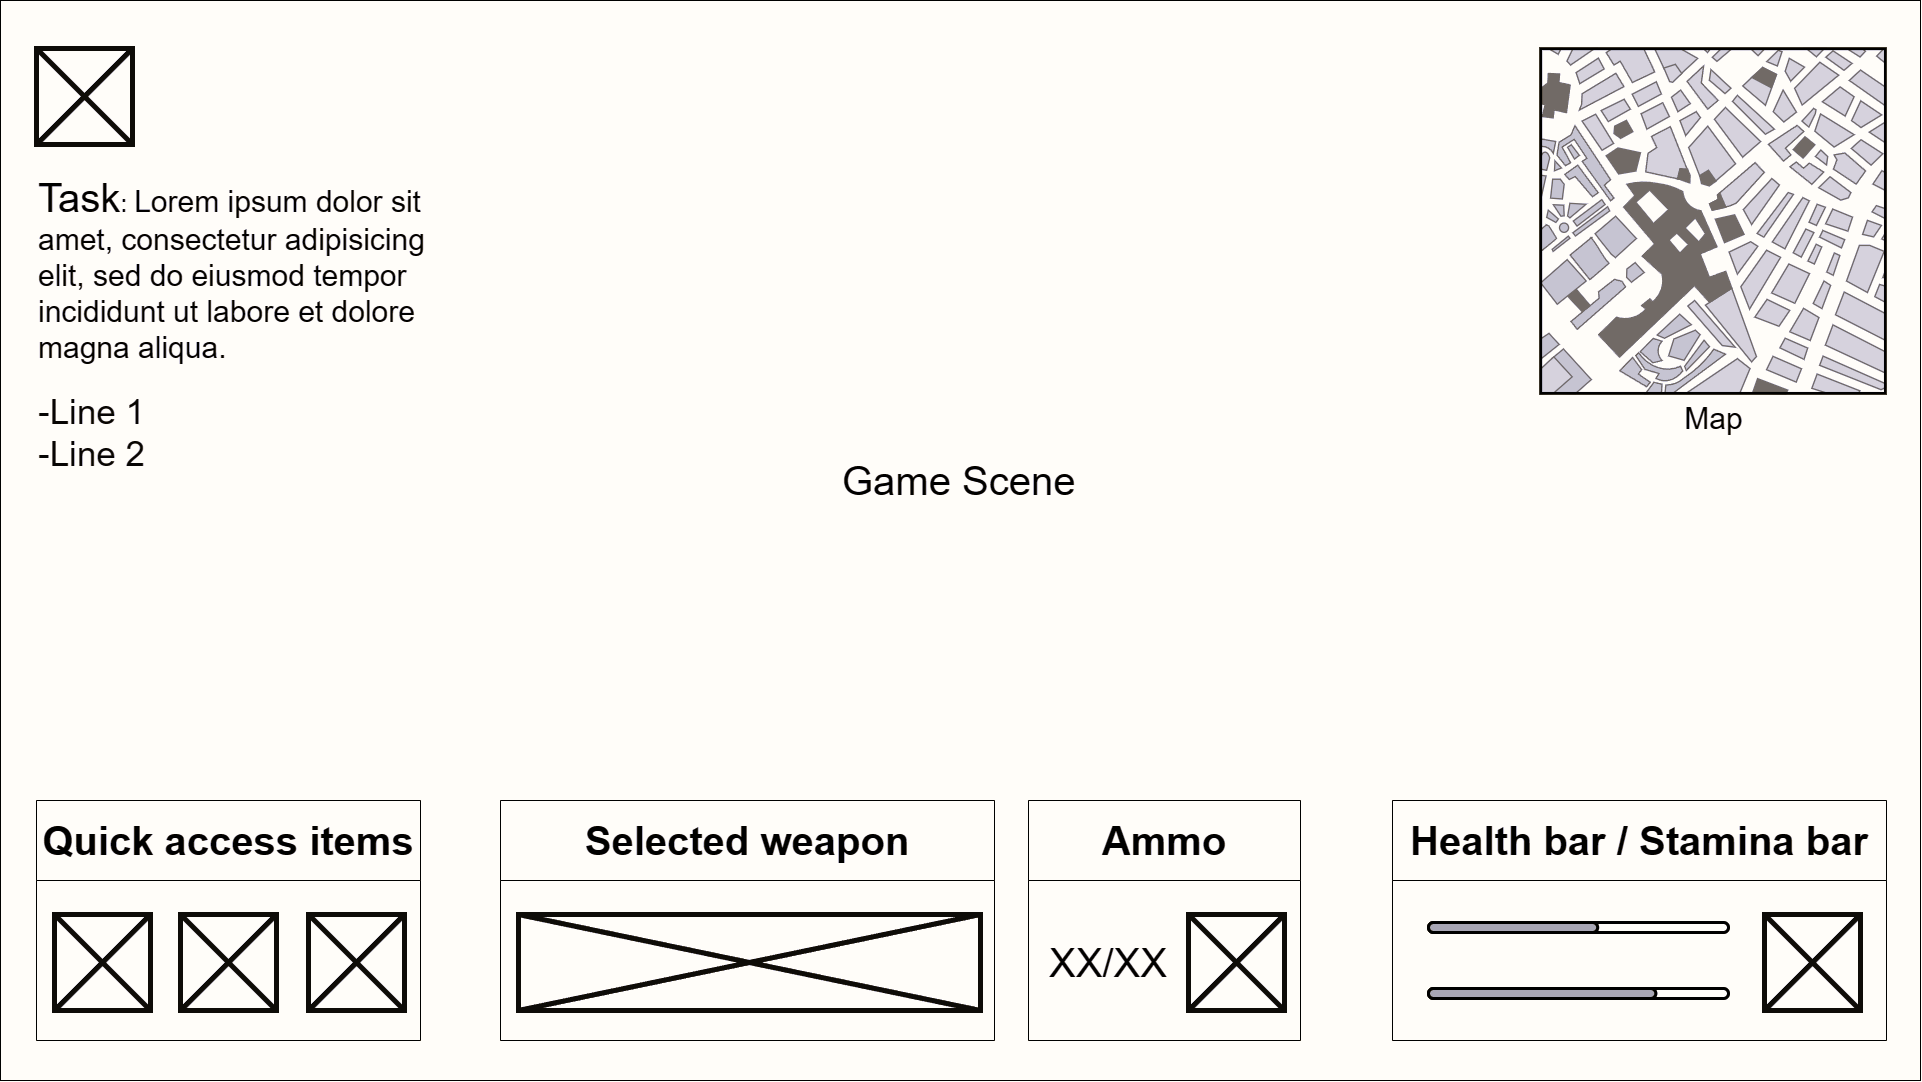 Task: Lorem ipsum dolor sit
amet, consectetur adipisicing
elit, sed do eiusmod tempor
incididunt ut labore et dolore
magna aliqua.
-Line 1
-Line 2
Map
Game Scene
Quick access items
Selected weapon
Ammo
XX/XX
Health bar / Stamina bar